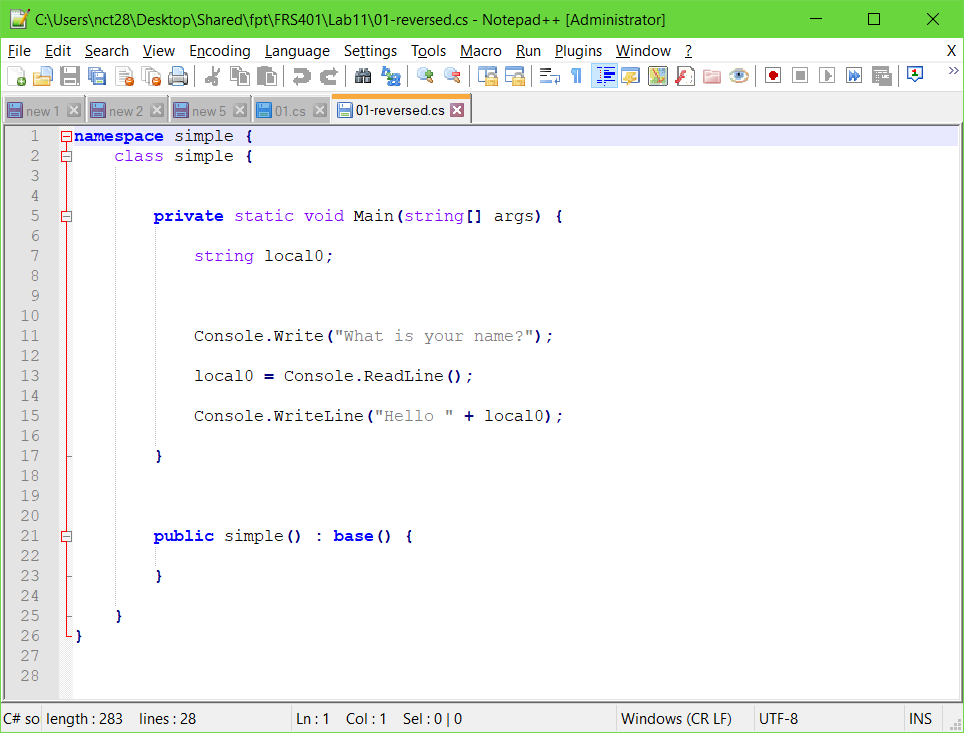 C:\Users\nct28\Desktop\Shared\fpt\FRS401\Lab11\01-reversed.cs - Notepad++ [Administrator]
File Edit Search View Encoding Language Settings Tools Macro Run Plugins Window ? X
new 1 new 2 new 5 01.cs 01-reversed.cs
1 namespace simple {
2 class simple {
3
4
5 private static void Main(string[] args) {
6
7 string local0;
8
9
10
11 Console.Write("What is your name?");
12
13 local0 = Console.ReadLine();
14
15 Console.WriteLine("Hello " + local0);
16
17 }
18
19
20
21 public simple() : base() {
22
23 }
24
25 }
26 }
27
28
C# so length : 283 lines : 28 Ln : 1 Col : 1 Sel : 0 | 0 Windows (CR LF) UTF-8 INS